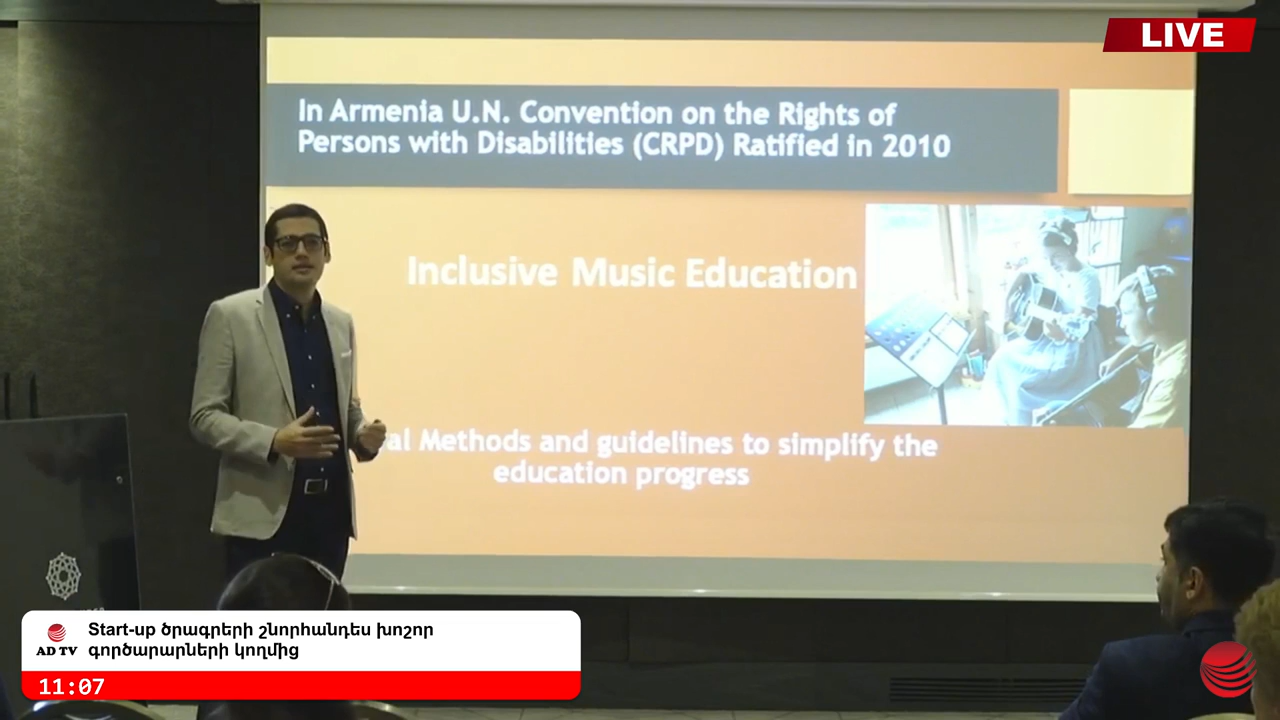 LIVE
In Armenia U.N. Convention on the Rights of
Persons with Disabilities (CRPD) Ratified in 2010
Inclusive Music Education
Methods and guidelines to simplify the
education progress
AD TV
Start-up ծրագրերի շնորհանդես խոշոր
գործարարների կողմից
11:07